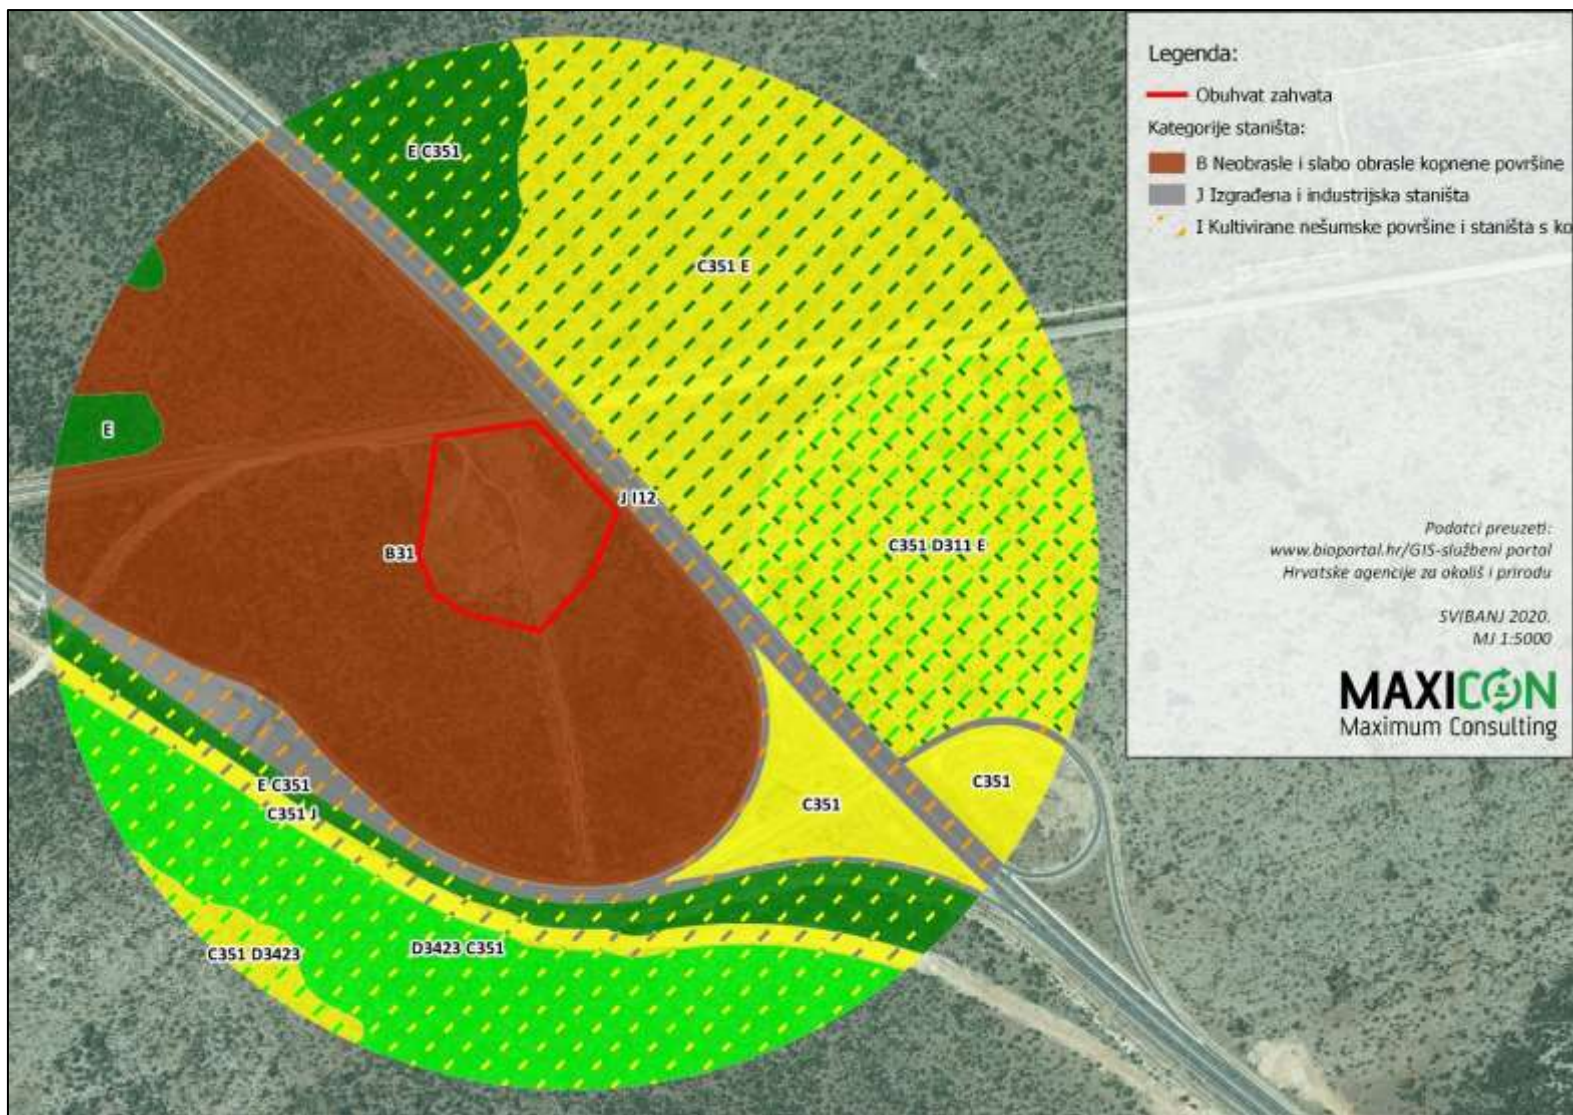 Legenda:
Obuhvat zahvata
Kategorije staništa:
B Neobrasle i slabo obrasle kopnene površine
J Izgrađena i industrijska staništa
I Kultivirane nešumske površine i staništa s ko
E C351
C351 E
E
J I12
B31
C351 D311 E
C351
C351
E C351
C351 J
C351 D3423
D3423 C351
Podatci preuzeti:
www.bioportal.hr/GIS-službeni portal
Hrvatske agencije za okoliš i prirodu
SVIBANJ 2020.
MJ 1:5000
MAXICON
Maximum Consulting